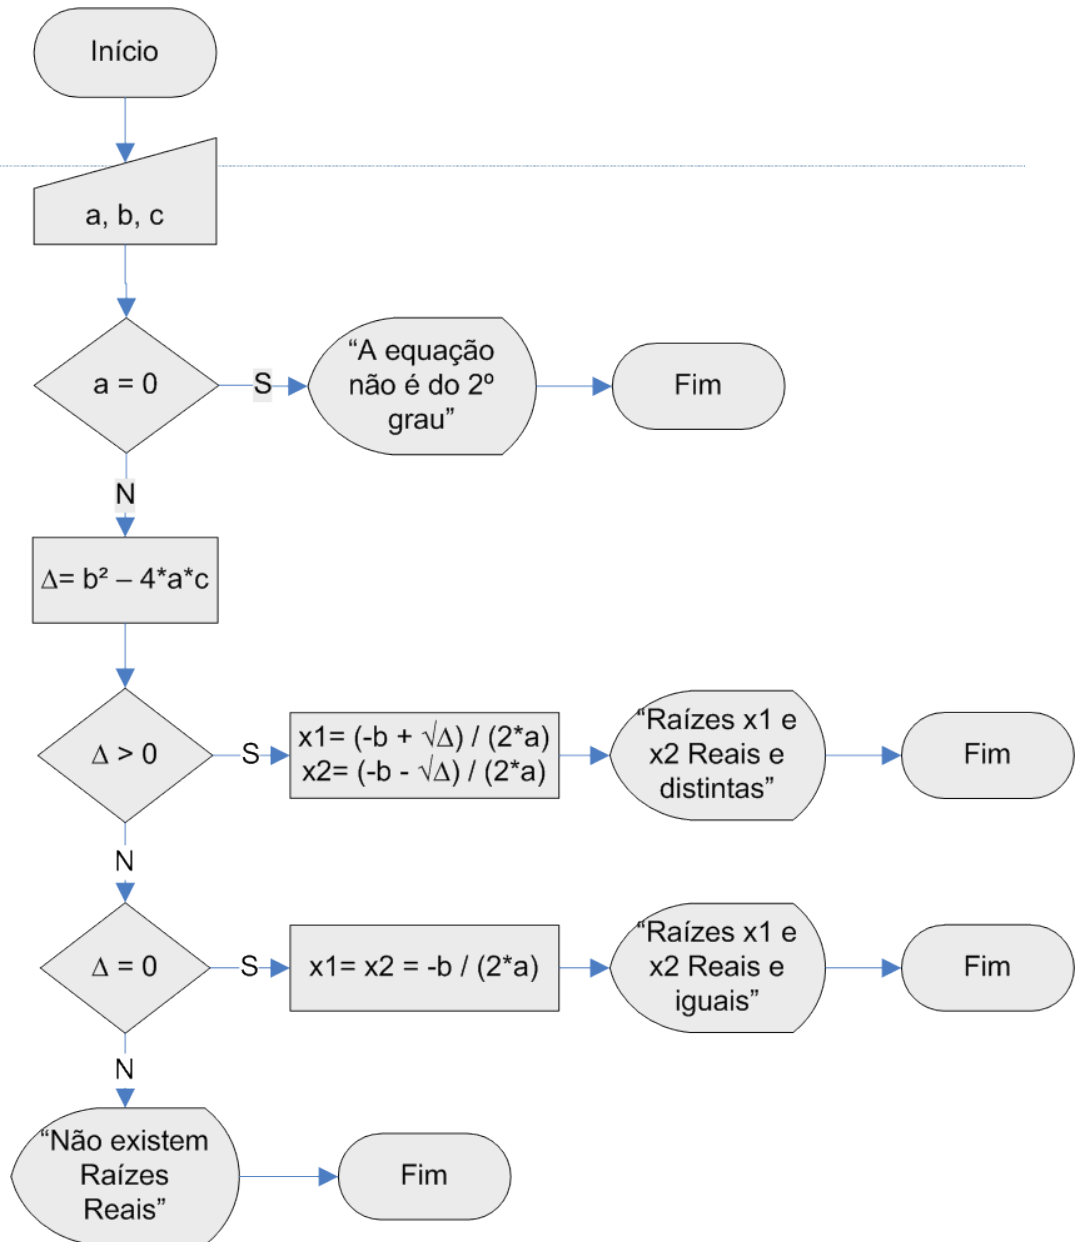 Início
a, b, c
a = 0
S
“A equação
não é do 2º
grau”
Fim
N
∆= b² – 4*a*c
∆ > 0
S
x1= (-b + √∆) / (2*a)
x2= (-b - √∆) / (2*a)
“Raízes x1 e
x2 Reais e
distintas”
Fim
N
∆ = 0
S
x1= x2 = -b / (2*a)
“Raízes x1 e
x2 Reais e
iguais”
Fim
N
“Não existem
Raízes
Reais”
Fim